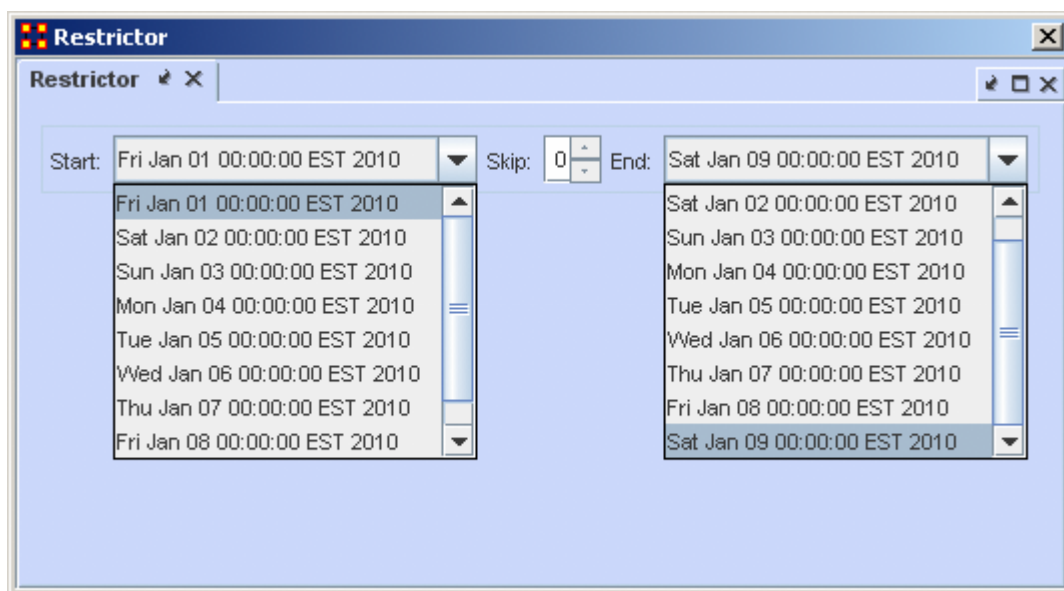 Restrictor
Restrictor
Start: Fri Jan 01 00:00:00 EST 2010 Skip: 0 End: Sat Jan 09 00:00:00 EST 2010
Fri Jan 01 00:00:00 EST 2010
Sat Jan 02 00:00:00 EST 2010
Sun Jan 03 00:00:00 EST 2010
Mon Jan 04 00:00:00 EST 2010
Tue Jan 05 00:00:00 EST 2010
Wed Jan 06 00:00:00 EST 2010
Thu Jan 07 00:00:00 EST 2010
Fri Jan 08 00:00:00 EST 2010
Sat Jan 02 00:00:00 EST 2010
Sun Jan 03 00:00:00 EST 2010
Mon Jan 04 00:00:00 EST 2010
Tue Jan 05 00:00:00 EST 2010
Wed Jan 06 00:00:00 EST 2010
Thu Jan 07 00:00:00 EST 2010
Fri Jan 08 00:00:00 EST 2010
Sat Jan 09 00:00:00 EST 2010